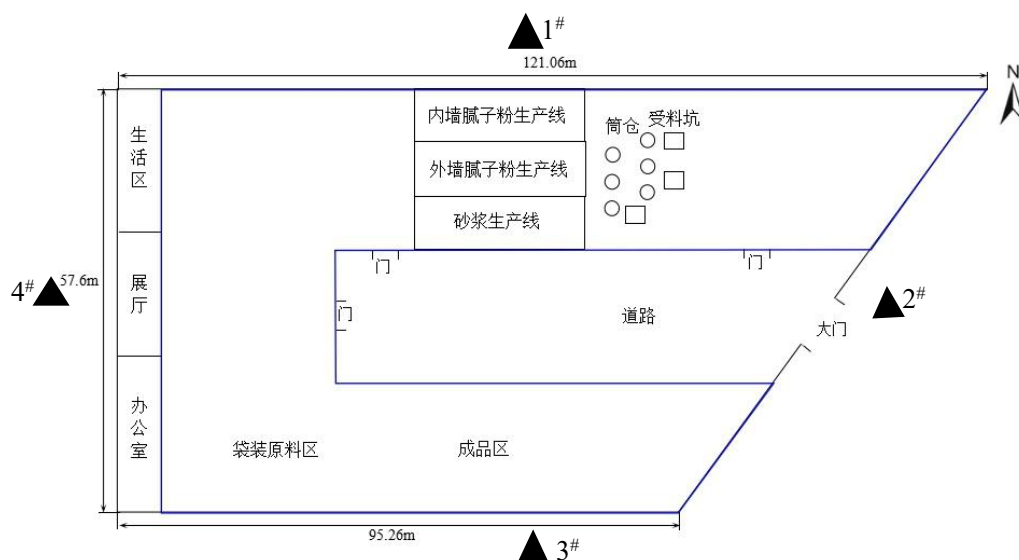 1#
121.06m
N
内墙腻子粉生产线
筒仓
受料坑
生活区
外墙腻子粉生产线
砂浆生产线
门
门
4#
57.6m
展厅
门
道路
2#
大门
办公室
袋装原料区
成品区
95.26m
3#